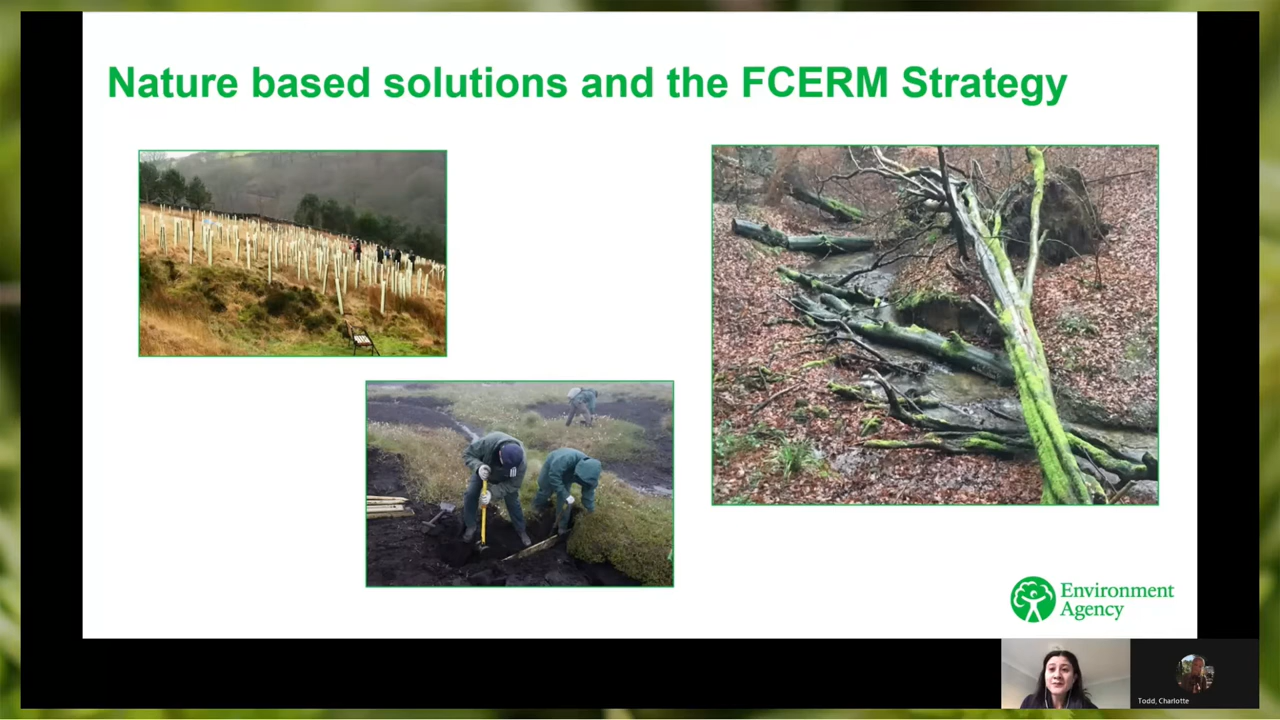 Nature based solutions and the FCERM Strategy
Environment
Agency
Todd, Charlotte